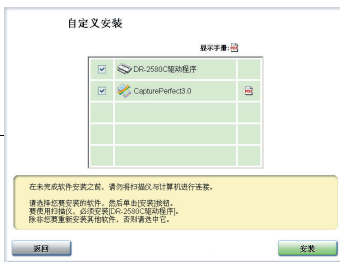 自定义安装
显示手册:
DR-2580C驱动程序
CapturePerfect3.0
在未完成软件安装之前，请勿将扫描仪与计算机进行连接。
请选择您要安装的软件，然后单击[安装]按钮。
要使用扫描仪，必须安装[DR-2580C驱动程序]。
除非您要重新安装其他软件，否则请选中它。
返回
安装